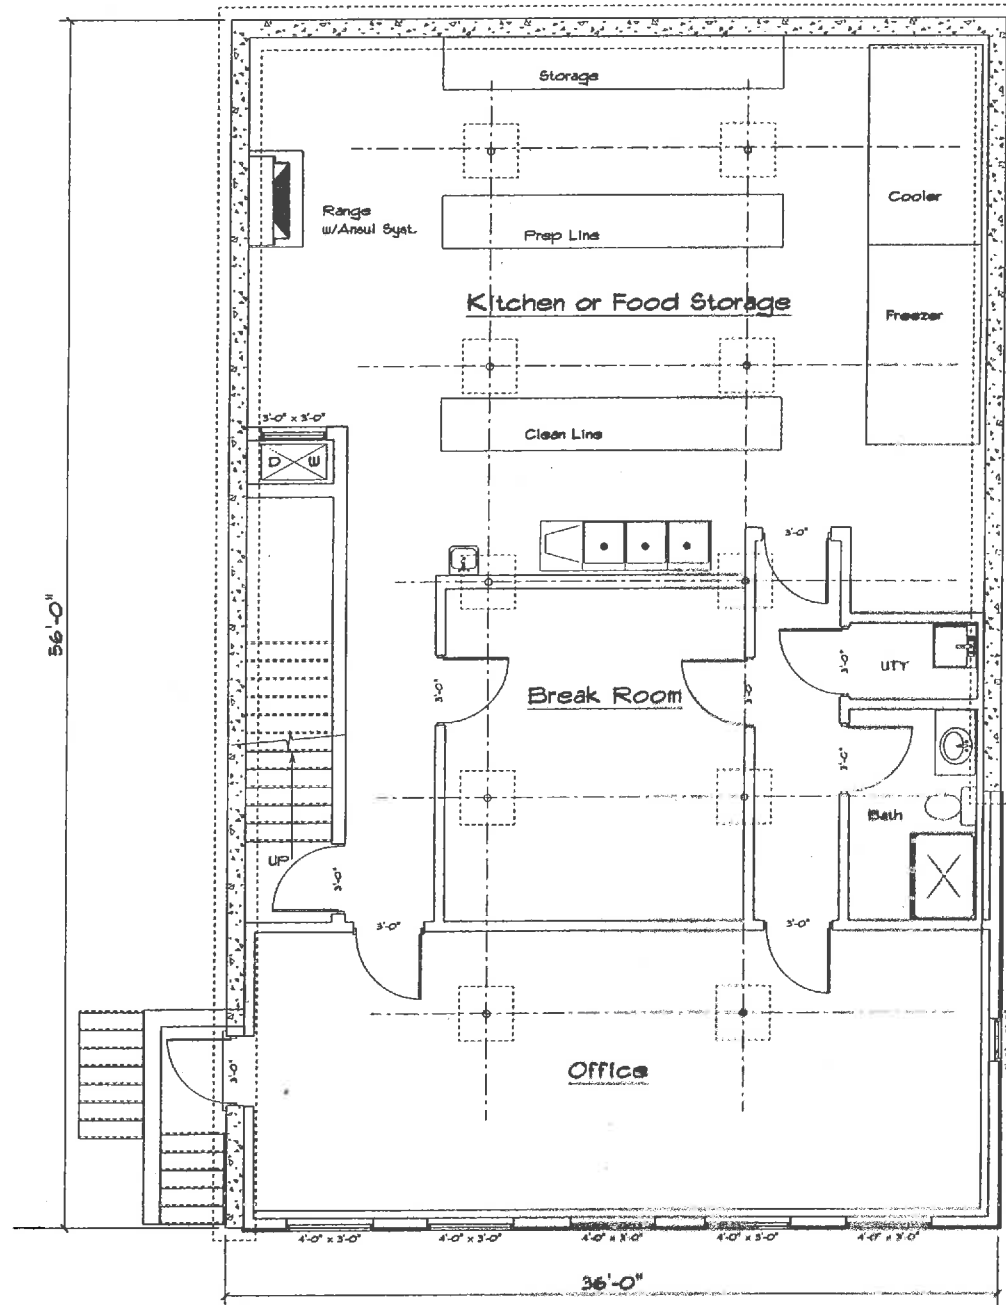 Storage
Cooler
Range
w/Ansul Syst.
Prep Line
Kitchen or Food Storage
Freezer
3'-0" x 3'-0"
Clean Line
D W
3'-0"
56'-0"
3'-0"
UTY
3'-0"
Break Room
3'-0"
3'-0"
Bath
UP
3'-0"
3'-0"
3'-0"
Office
3'-0"
4'-0" x 3'-0"
4'-0" x 3'-0"
4'-0" x 3'-0"
4'-0" x 3'-0"
4'-0" x 3'-0"
36'-0"